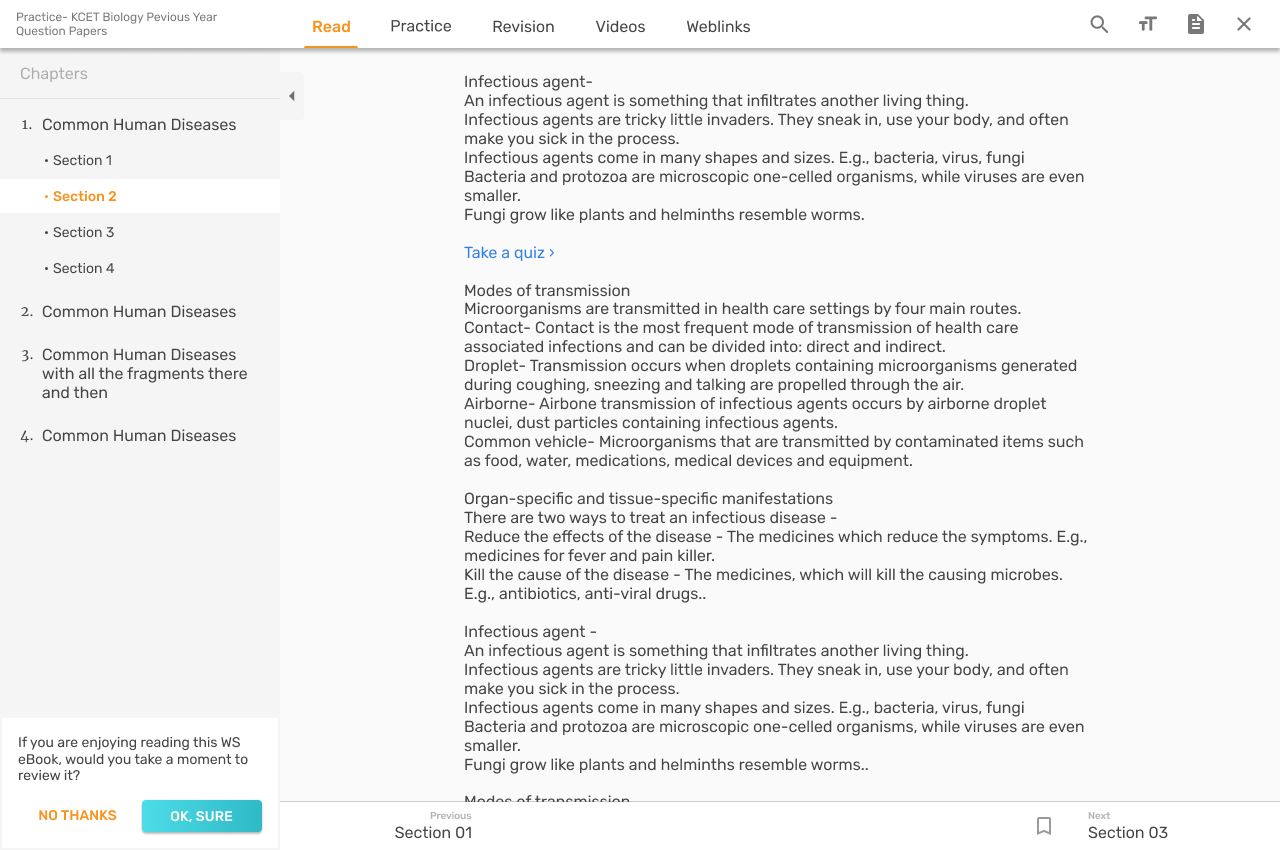 Practice- KCET Biology Pevious Year
Question Papers
Read
Practice
Revision
Videos
Weblinks
Chapters
1. Common Human Diseases
• Section 1
• Section 2
• Section 3
• Section 4
2. Common Human Diseases
3. Common Human Diseases
with all the fragments there
and then
4. Common Human Diseases
If you are enjoying reading this WS
eBook, would you take a moment to
review it?
NO THANKS
OK, SURE
Infectious agent-
An infectious agent is something that infiltrates another living thing.
Infectious agents are tricky little invaders. They sneak in, use your body, and often
make you sick in the process.
Infectious agents come in many shapes and sizes. E.g., bacteria, virus, fungi
Bacteria and protozoa are microscopic one-celled organisms, while viruses are even
smaller.
Fungi grow like plants and helminths resemble worms.
Take a quiz ›
Modes of transmission
Microorganisms are transmitted in health care settings by four main routes.
Contact- Contact is the most frequent mode of transmission of health care
associated infections and can be divided into: direct and indirect.
Droplet- Transmission occurs when droplets containing microorganisms generated
during coughing, sneezing and talking are propelled through the air.
Airborne- Airbone transmission of infectious agents occurs by airborne droplet
nuclei, dust particles containing infectious agents.
Common vehicle- Microorganisms that are transmitted by contaminated items such
as food, water, medications, medical devices and equipment.
Organ-specific and tissue-specific manifestations
There are two ways to treat an infectious disease -
Reduce the effects of the disease - The medicines which reduce the symptoms. E.g.,
medicines for fever and pain killer.
Kill the cause of the disease - The medicines, which will kill the causing microbes.
E.g., antibiotics, anti-viral drugs..
Infectious agent -
An infectious agent is something that infiltrates another living thing.
Infectious agents are tricky little invaders. They sneak in, use your body, and often
make you sick in the process.
Infectious agents come in many shapes and sizes. E.g., bacteria, virus, fungi
Bacteria and protozoa are microscopic one-celled organisms, while viruses are even
smaller.
Fungi grow like plants and helminths resemble worms..
Modes of transmission
Previous
Section 01
Next
Section 03